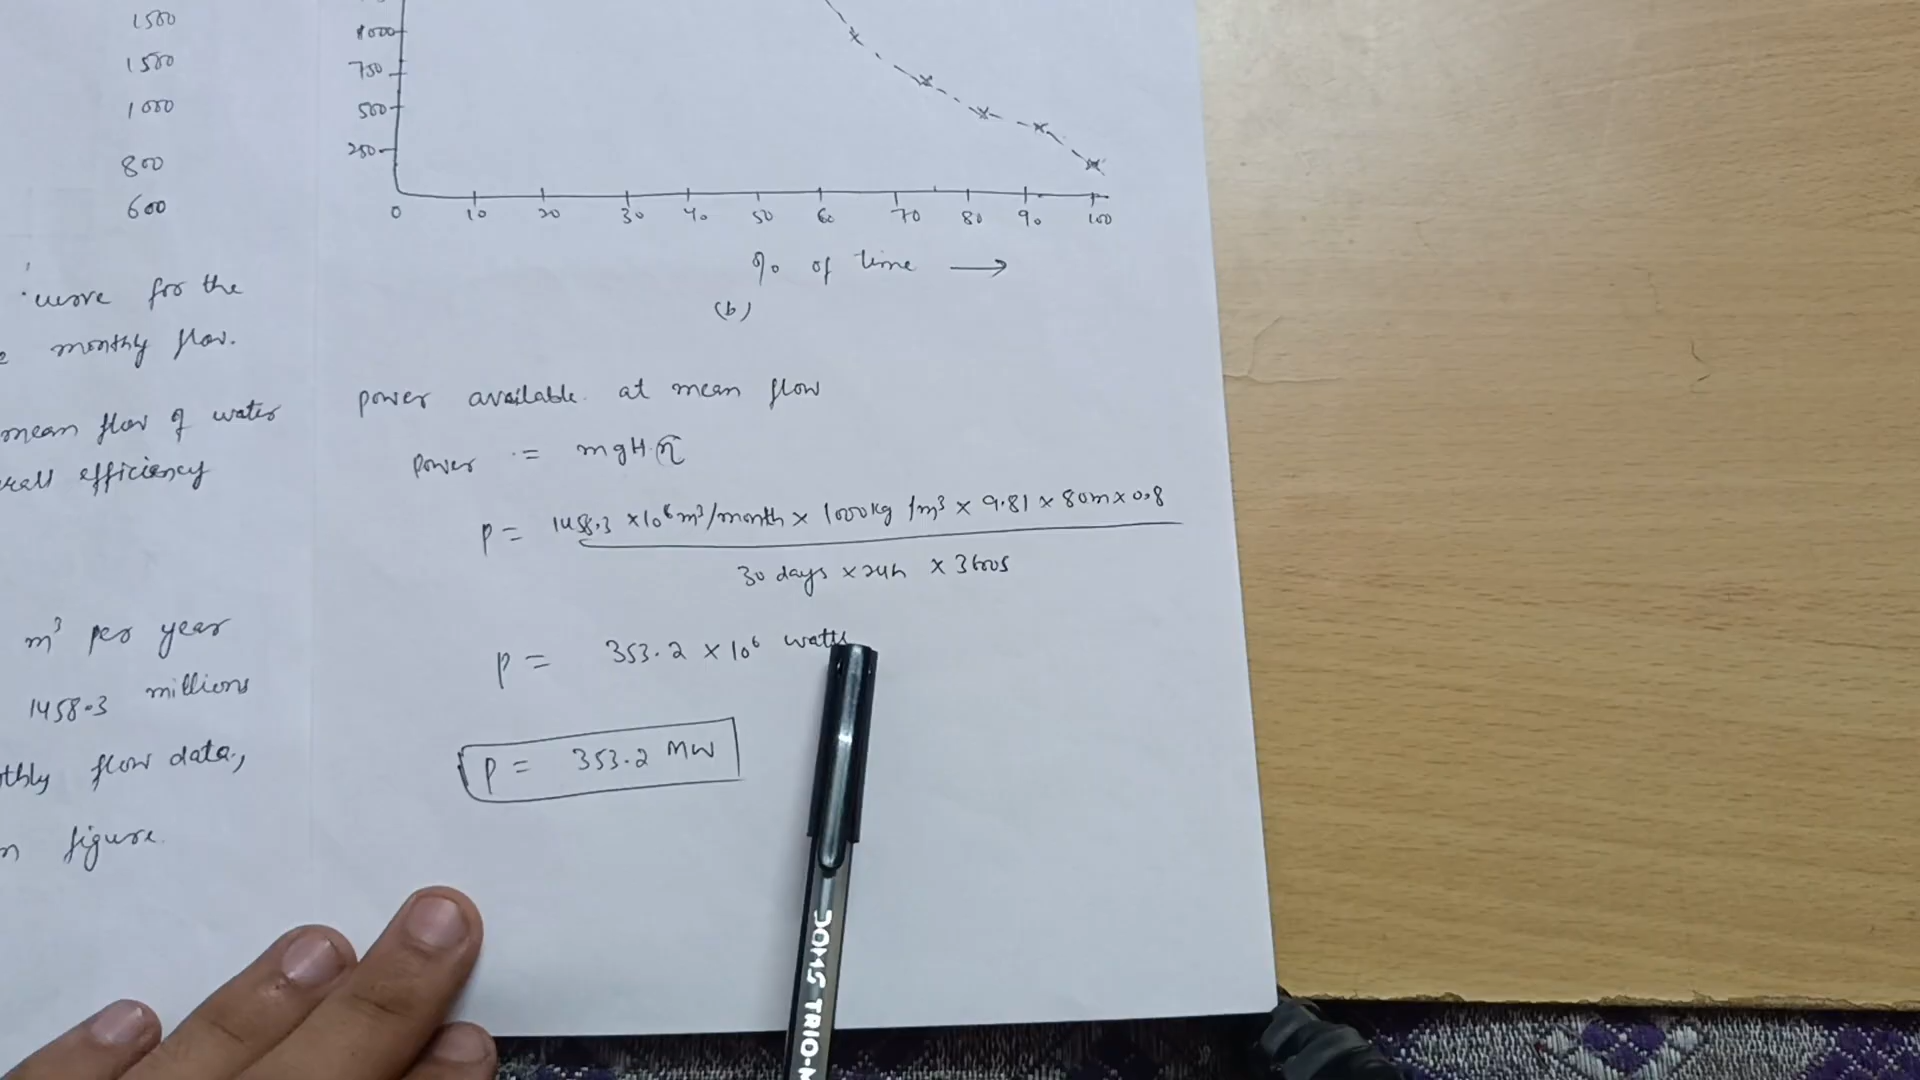 1500
1500
1000
800
600
curve for the
monthly flow.
mean flow of water
efficiency
m³ per year
1458.3 millions
flow data,
figure.
1000
750
500
250
0 10 20 30 40 50 60 70 80 90 100
% of time →
(b)
power available at mean flow
power = mgH.η
P = 1458.3 ×10⁶ m³/month × 1000kg /m³ × 9.81 × 80m × 0.8
30 days × 24h × 3600s
P = 353.2 × 10⁶ watts
P = 353.2 MW
DOMS TRIO-M